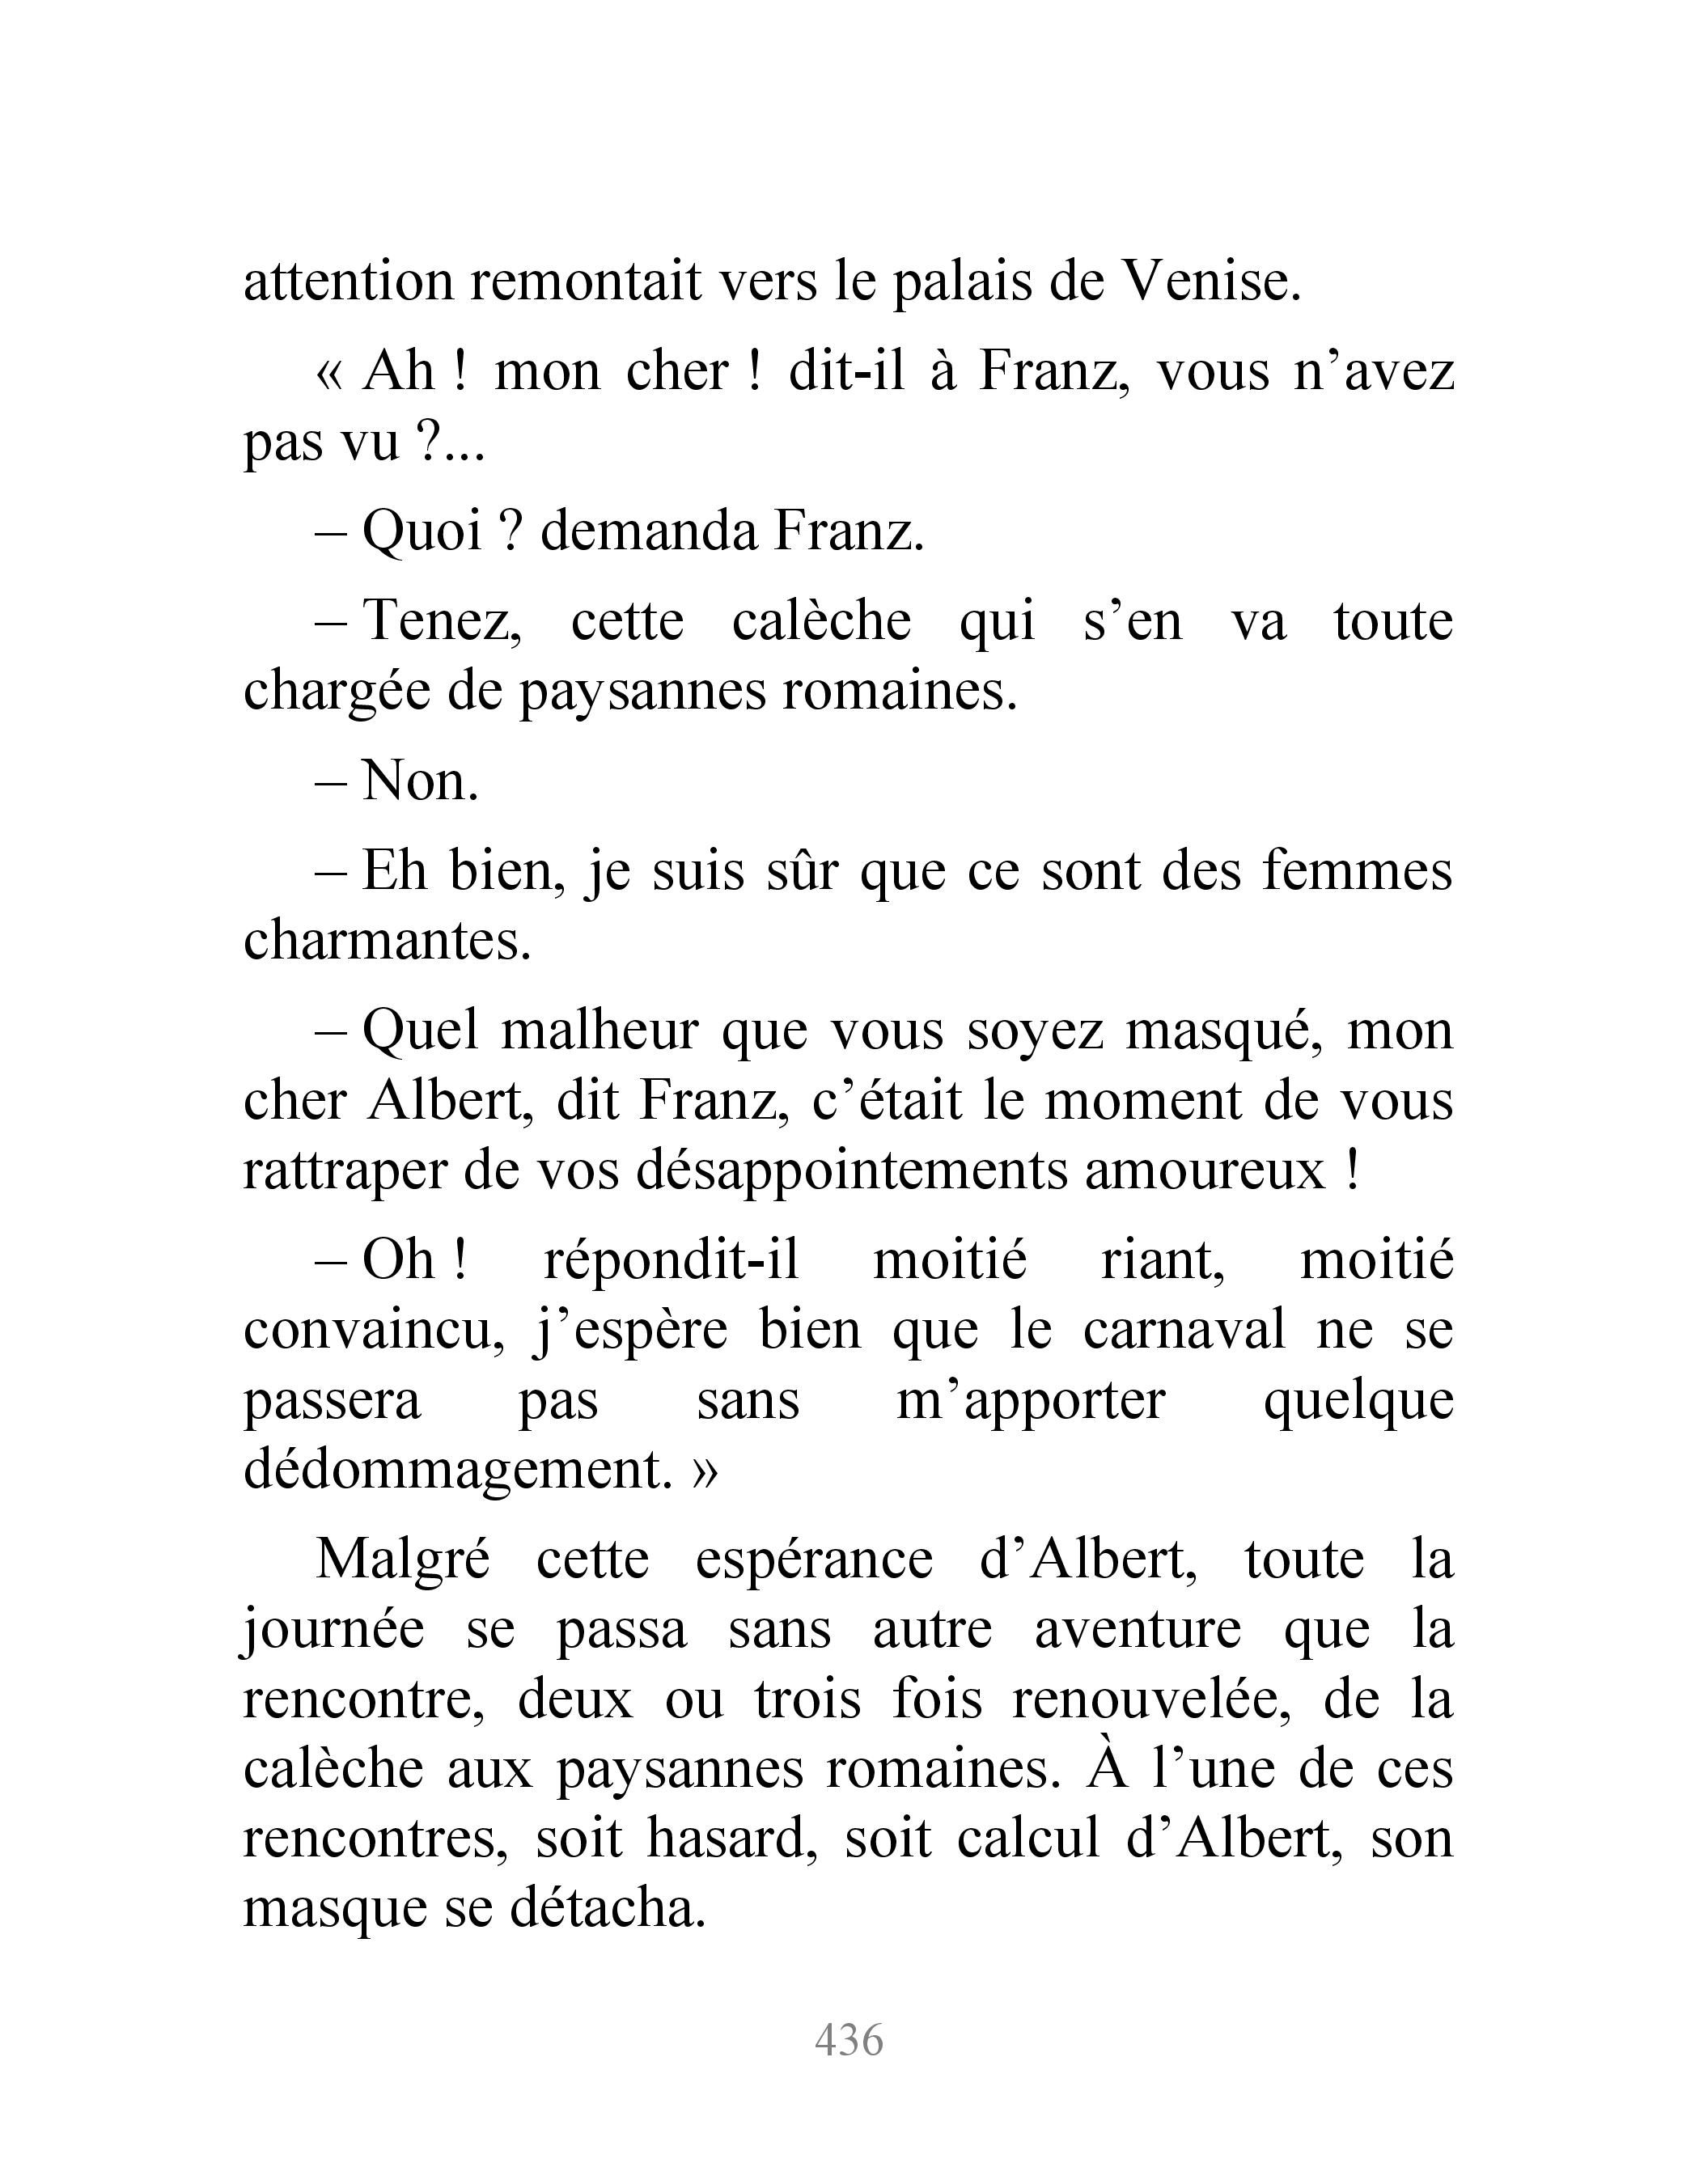 attention remontait vers le palais de Venise.
« Ah ! mon cher ! dit-il à Franz, vous n’avez
pas vu ?...
– Quoi ? demanda Franz.
– Tenez, cette calèche qui s’en va toute
chargée de paysannes romaines.
– Non.
– Eh bien, je suis sûr que ce sont des femmes
charmantes.
– Quel malheur que vous soyez masqué, mon
cher Albert, dit Franz, c’était le moment de vous
rattraper de vos désappointements amoureux !
– Oh ! répondit-il moitié riant, moitié
convaincu, j’espère bien que le carnaval ne se
passera pas sans m’apporter quelque
dédommagement. »
Malgré cette espérance d’Albert, toute la
journée se passa sans autre aventure que la
rencontre, deux ou trois fois renouvelée, de la
calèche aux paysannes romaines. À l’une de ces
rencontres, soit hasard, soit calcul d’Albert, son
masque se détacha.
436